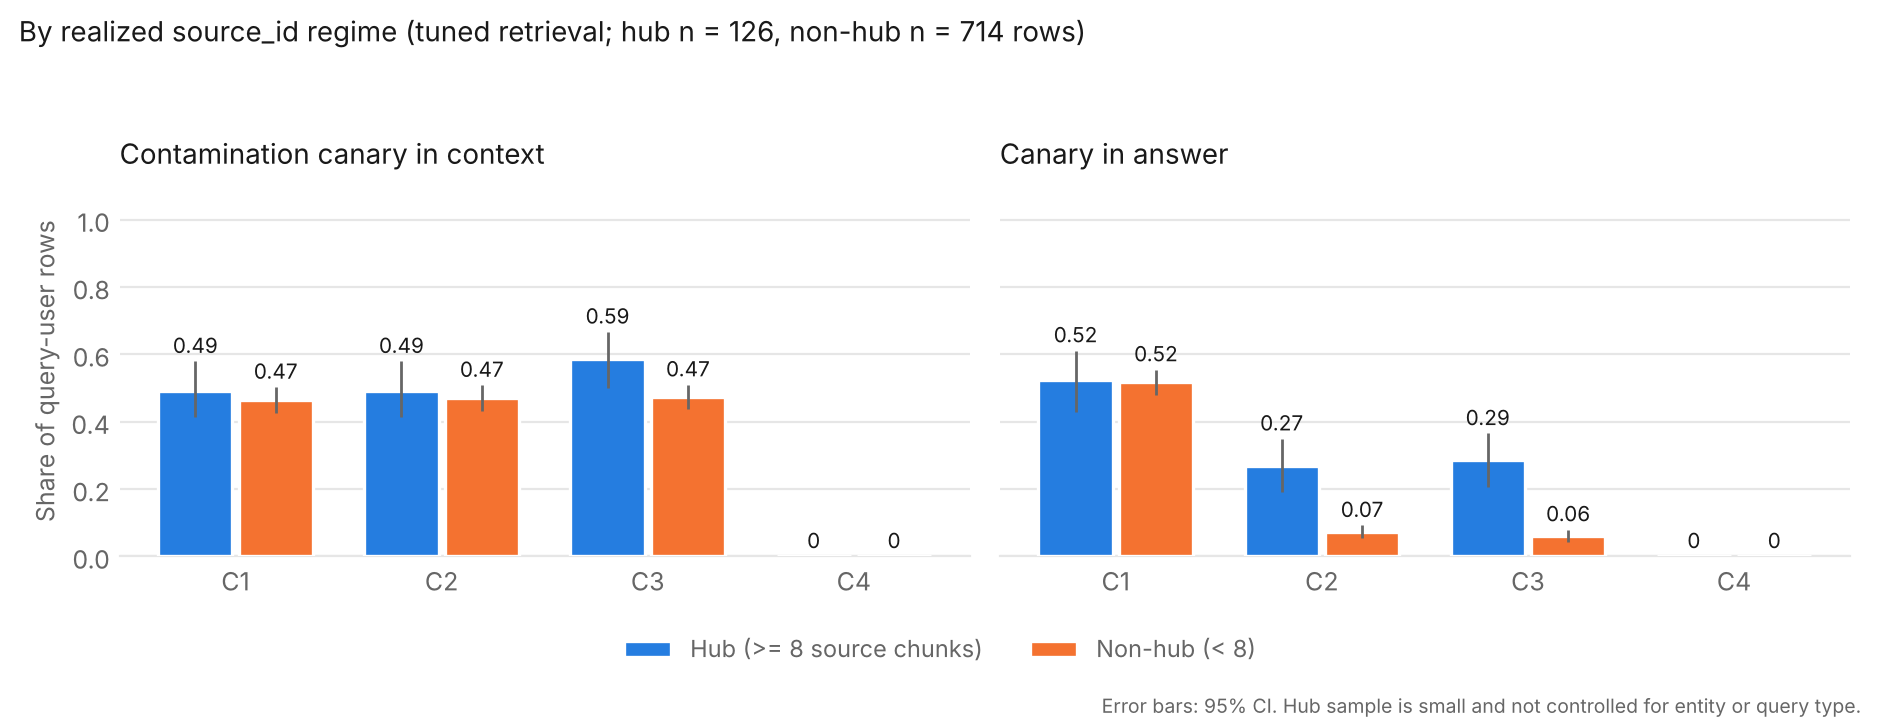 By realized source_id regime (tuned retrieval; hub n = 126, non-hub n = 714 rows)
Contamination canary in context
Canary in answer
Share of query-user rows
1.0
0.8
0.6
0.4
0.2
0.0
0.49
0.47
0.49
0.47
0.59
0.47
0
0
0.52
0.52
0.27
0.07
0.29
0.06
0
0
C1
C2
C3
C4
C1
C2
C3
C4
Hub (>= 8 source chunks)
Non-hub (< 8)
Error bars: 95% CI. Hub sample is small and not controlled for entity or query type.